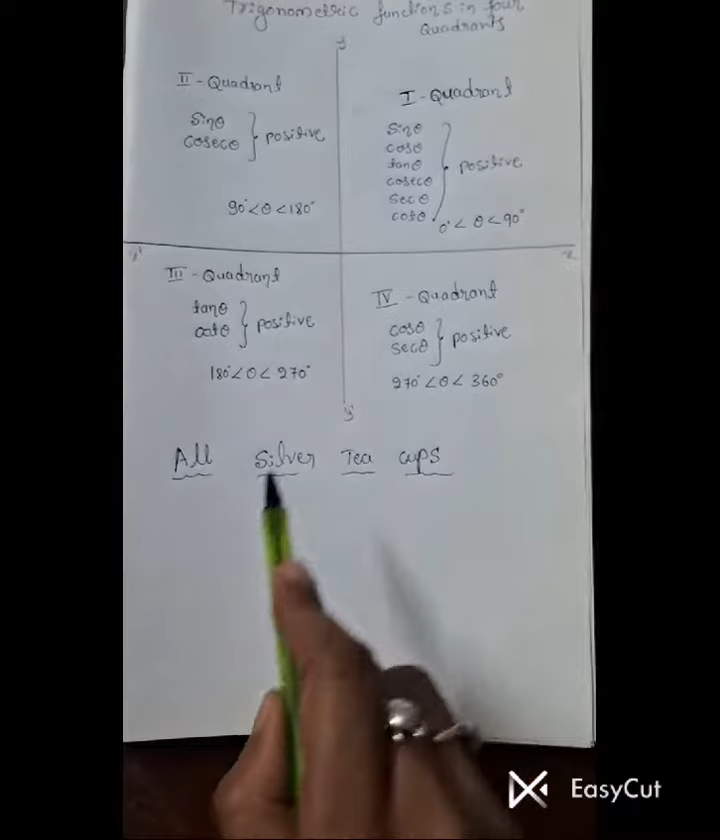 Trigonometric functions in four
Quadrants
y
II - Quadrant
sinθ
cosecθ
} positive
90° < θ < 180°
I - Quadrant
sinθ
cosθ
tanθ
cosecθ
secθ
cotθ
} positive
0° < θ < 90°
x'
x
III - Quadrant
tanθ
cotθ
} positive
180° < θ < 270°
IV - Quadrant
cosθ
secθ
} positive
270° < θ < 360°
y'
All Silver Tea cups
EasyCut